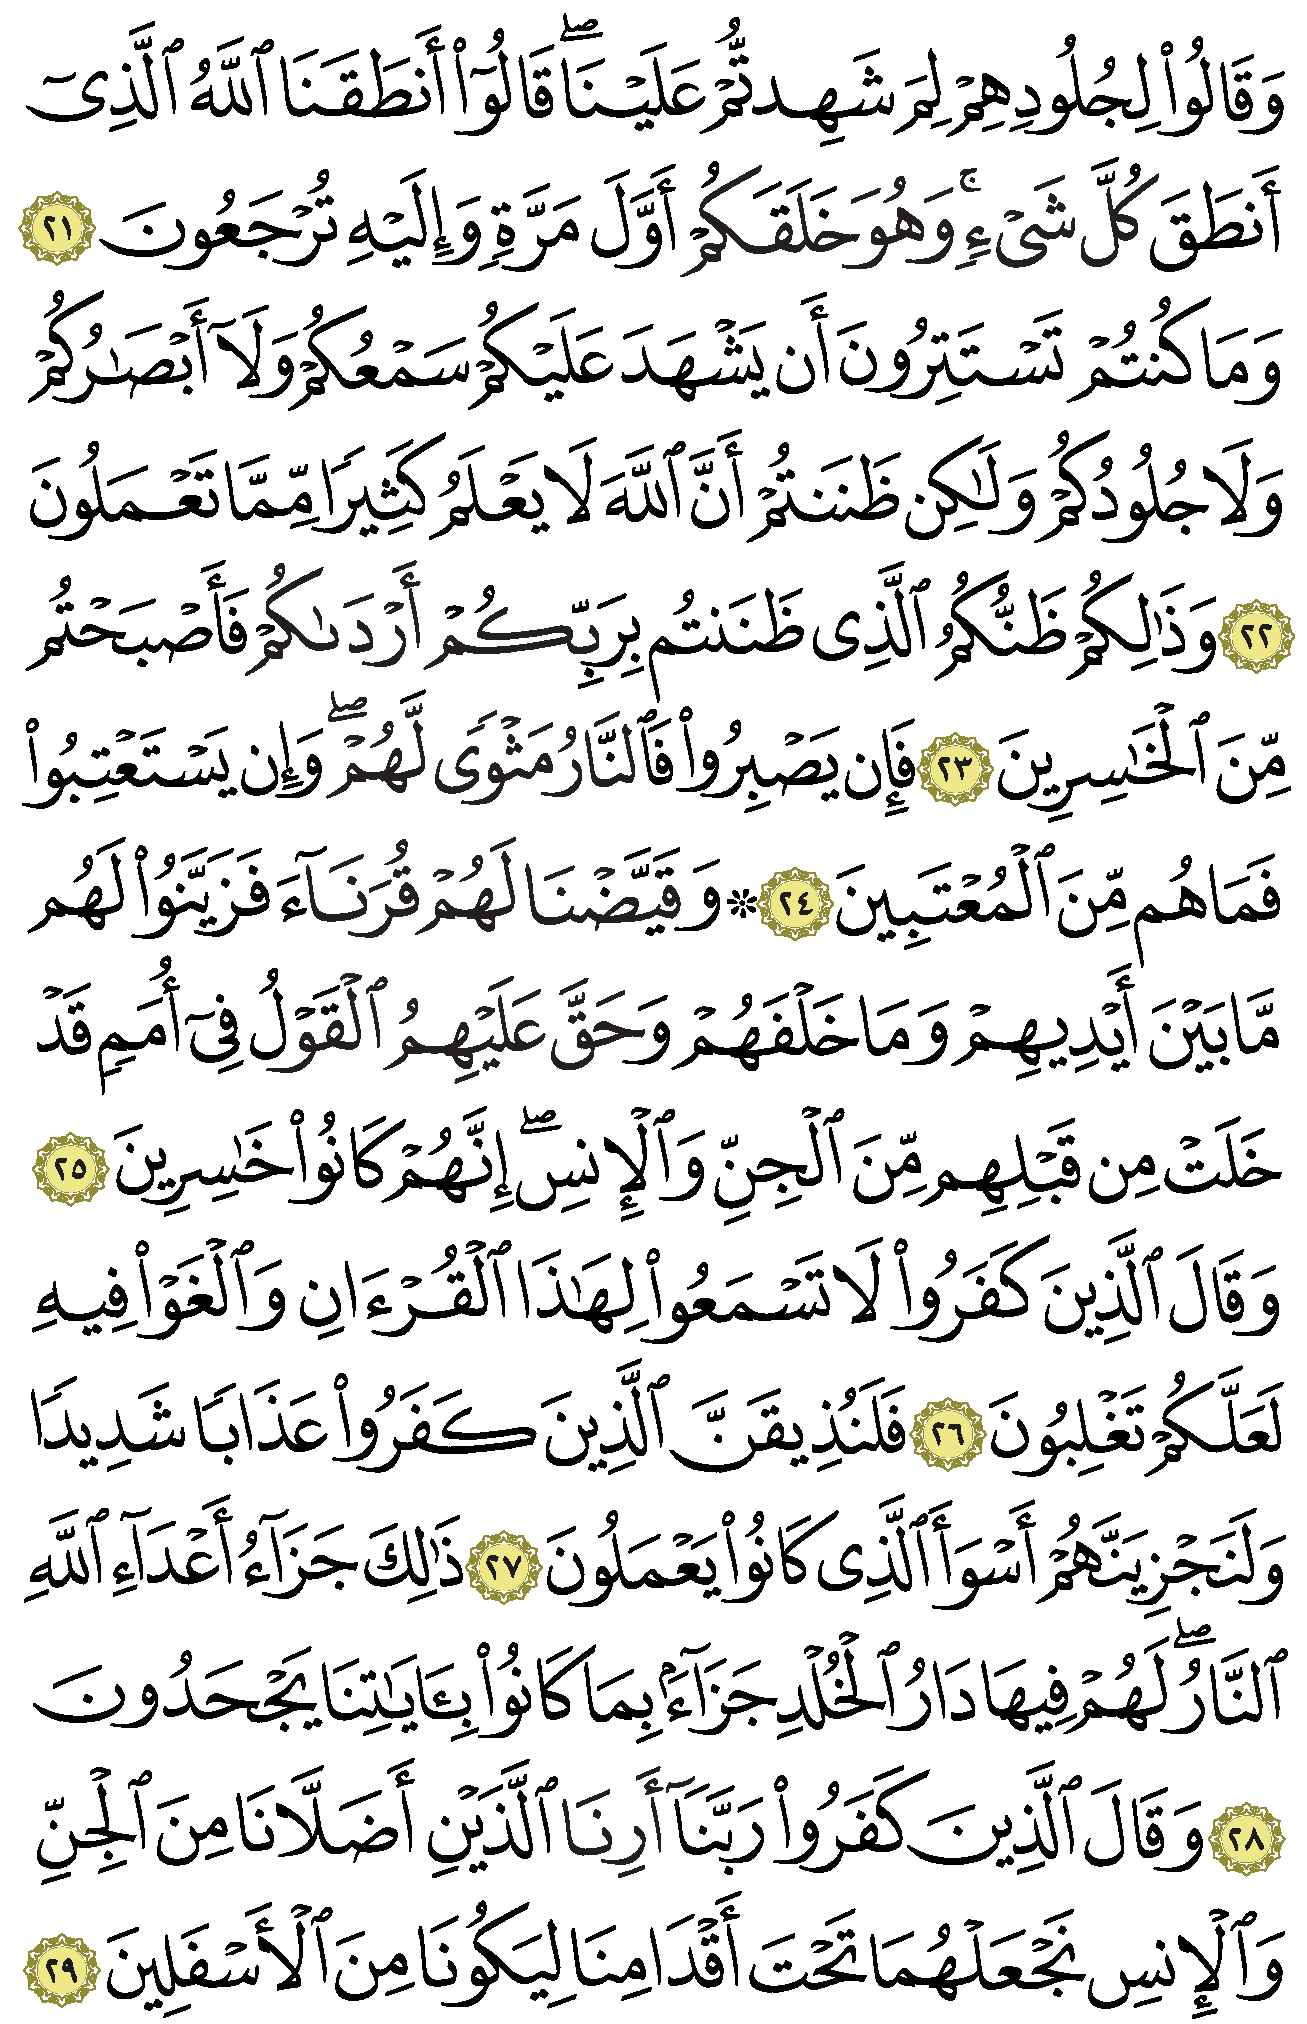 وَقَالُوا۟ لِجُلُودِهِمْ لِمَ شَهِدتُّمْ عَلَيْنَا ۖ قَالُوٓا۟ أَنطَقَنَا ٱللَّهُ ٱلَّذِىٓ
أَنطَقَ كُلَّ شَىْءٍ ۚ وَهُوَ خَلَقَكُمْ أَوَّلَ مَرَّةٍ وَإِلَيْهِ تُرْجَعُونَ ٢١
وَمَا كُنتُمْ تَسْتَتِرُونَ أَن يَشْهَدَ عَلَيْكُمْ سَمْعُكُمْ وَلَآ أَبْصَٰرُكُمْ
وَلَا جُلُودُكُمْ وَلَٰكِن ظَنَنتُمْ أَنَّ ٱللَّهَ لَا يَعْلَمُ كَثِيرًا مِّمَّا تَعْمَلُونَ
٢٢ وَذَٰلِكُمْ ظَنُّكُمُ ٱلَّذِى ظَنَنتُم بِرَبِّكُمْ أَرْدَىٰكُمْ فَأَصْبَحْتُم
مِّنَ ٱلْخَٰسِرِينَ ٢٣ فَإِن يَصْبِرُوا۟ فَٱلنَّارُ مَثْوًى لَّهُمْ ۖ وَإِن يَسْتَعْتِبُوا۟
فَمَا هُم مِّنَ ٱلْمُعْتَبِينَ ٢٤ ۞ وَقَيَّضْنَا لَهُمْ قُرَنَآءَ فَزَيَّنُوا۟ لَهُم
مَّا بَيْنَ أَيْدِيهِمْ وَمَا خَلْفَهُمْ وَحَقَّ عَلَيْهِمُ ٱلْقَوْلُ فِىٓ أُمَمٍ قَدْ
خَلَتْ مِن قَبْلِهِم مِّنَ ٱلْجِنِّ وَٱلْإِنسِ ۖ إِنَّهُمْ كَانُوا۟ خَٰسِرِينَ ٢٥
وَقَالَ ٱلَّذِينَ كَفَرُوا۟ لَا تَسْمَعُوا۟ لِهَٰذَا ٱلْقُرْءَانِ وَٱلْغَوْا۟ فِيهِ
لَعَلَّكُمْ تَغْلِبُونَ ٢٦ فَلَنُذِيقَنَّ ٱلَّذِينَ كَفَرُوا۟ عَذَابًا شَدِيدًا
وَلَنَجْزِيَنَّهُمْ أَسْوَأَ ٱلَّذِى كَانُوا۟ يَعْمَلُونَ ٢٧ ذَٰلِكَ جَزَآءُ أَعْدَآءِ ٱللَّهِ
ٱلنَّارُ ۖ لَهُمْ فِيهَا دَارُ ٱلْخُلْدِ جَزَآءًۢ بِمَا كَانُوا۟ بِـَٔايَٰتِنَا يَجْحَدُونَ
٢٨ وَقَالَ ٱلَّذِينَ كَفَرُوا۟ رَبَّنَآ أَرِنَا ٱلَّذَيْنِ أَضَلَّانَا مِنَ ٱلْجِنِّ
وَٱلْإِنسِ نَجْعَلْهُمَا تَحْتَ أَقْدَامِنَا لِيَكُونَا مِنَ ٱلْأَسْفَلِينَ ٢٩